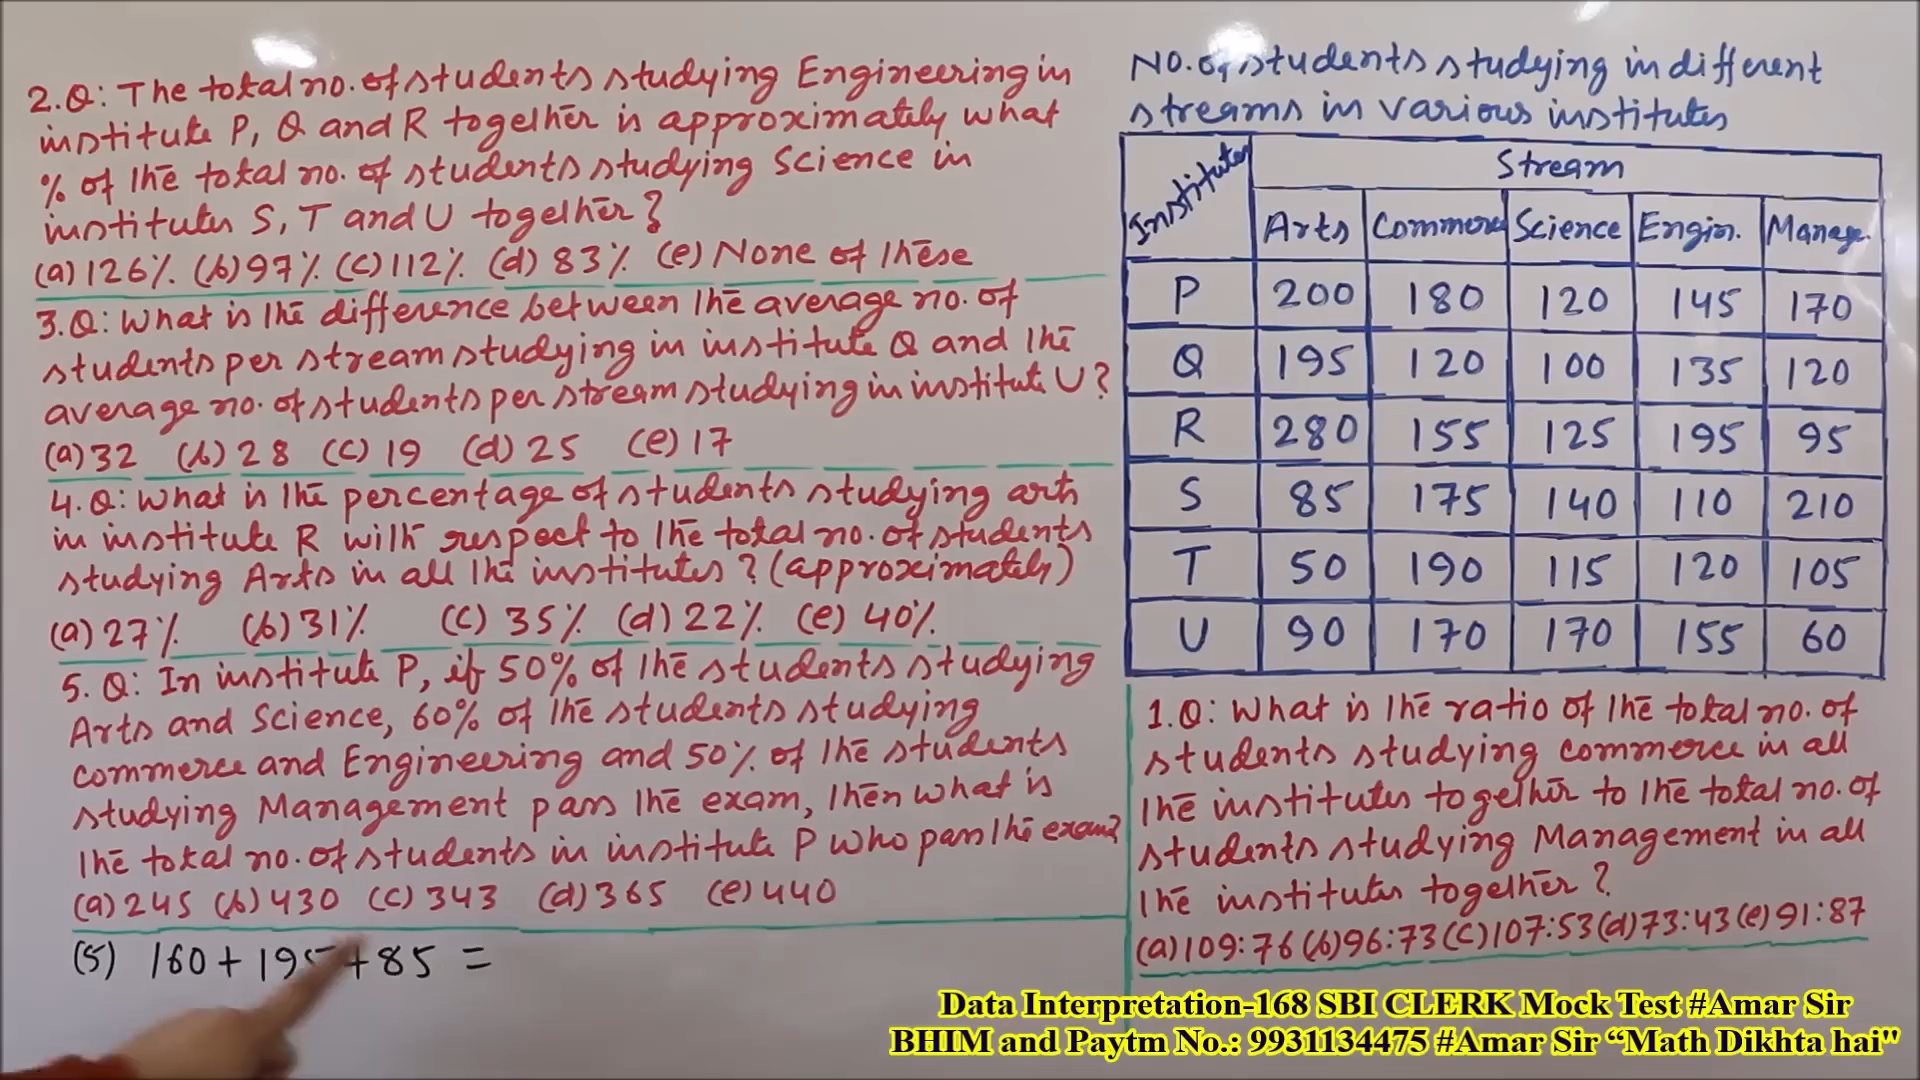 2.Q: The total no. of students studying Engineering in
institute P, Q and R together is approximately what
% of the total no. of students studying Science in
institutes S, T and U together?
(a) 126% (b) 97% (c) 112% (d) 83% (e) None of these
3.Q: What is the difference between the average no. of
students per stream studying in institute Q and the
average no. of students per stream studying in institute U?
(a) 32 (b) 28 (c) 19 (d) 25 (e) 17
4.Q: What is the percentage of students studying arts
in institute R with respect to the total no. of students
studying Arts in all the institutes? (approximately)
(a) 27% (b) 31% (c) 35% (d) 22% (e) 40%
5.Q: In institute P, if 50% of the students studying
Arts and Science, 60% of the students studying
commerce and Engineering and 50% of the students
studying Management pass the exam, then what is
the total no. of students in institute P who pass the exam?
(a) 245 (b) 430 (c) 343 (d) 365 (e) 440
(5) 160+195+85 =
No. of students studying in different
streams in various institutes
Institutes Stream
Arts Commerce Science Engin. Manage.
P 200 180 120 145 170
Q 195 120 100 135 120
R 280 155 125 195 95
S 85 175 140 110 210
T 50 190 115 120 105
U 90 170 170 155 60
1.Q: What is the ratio of the total no. of
students studying commerce in all
the institutes together to the total no. of
students studying Management in all
the institutes together?
(a) 109:76 (b) 96:73 (c) 107:53 (d) 73:43 (e) 91:87
Data Interpretation-168 SBI CLERK Mock Test #Amar Sir
BHIM and Paytm No.: 9931134475 #Amar Sir “Math Dikhta hai"